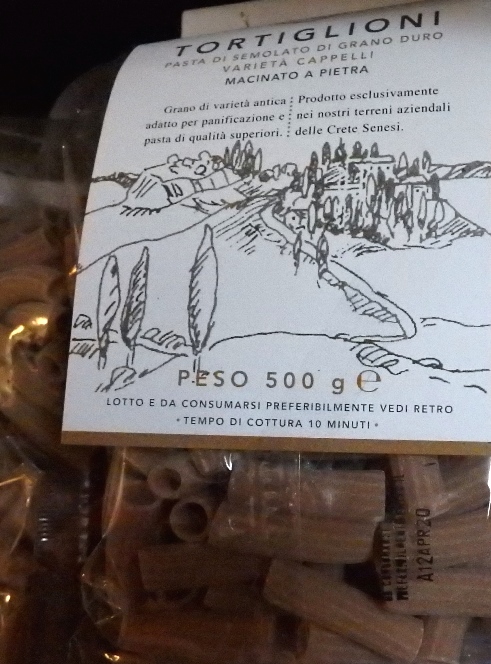 TORTIGLIONI
PASTA DI SEMOLATO DI GRANO DURO
VARIETÀ CAPPELLI
MACINATO A PIETRA
Grano di varietà antica
adatto per panificazione e
pasta di qualità superiori.
Prodotto esclusivamente
nei nostri terreni aziendali
delle Crete Senesi.
PESO 500 g ℮
LOTTO E DA CONSUMARSI PREFERIBILMENTE VEDI RETRO
• TEMPO DI COTTURA 10 MINUTI •
A12APR20